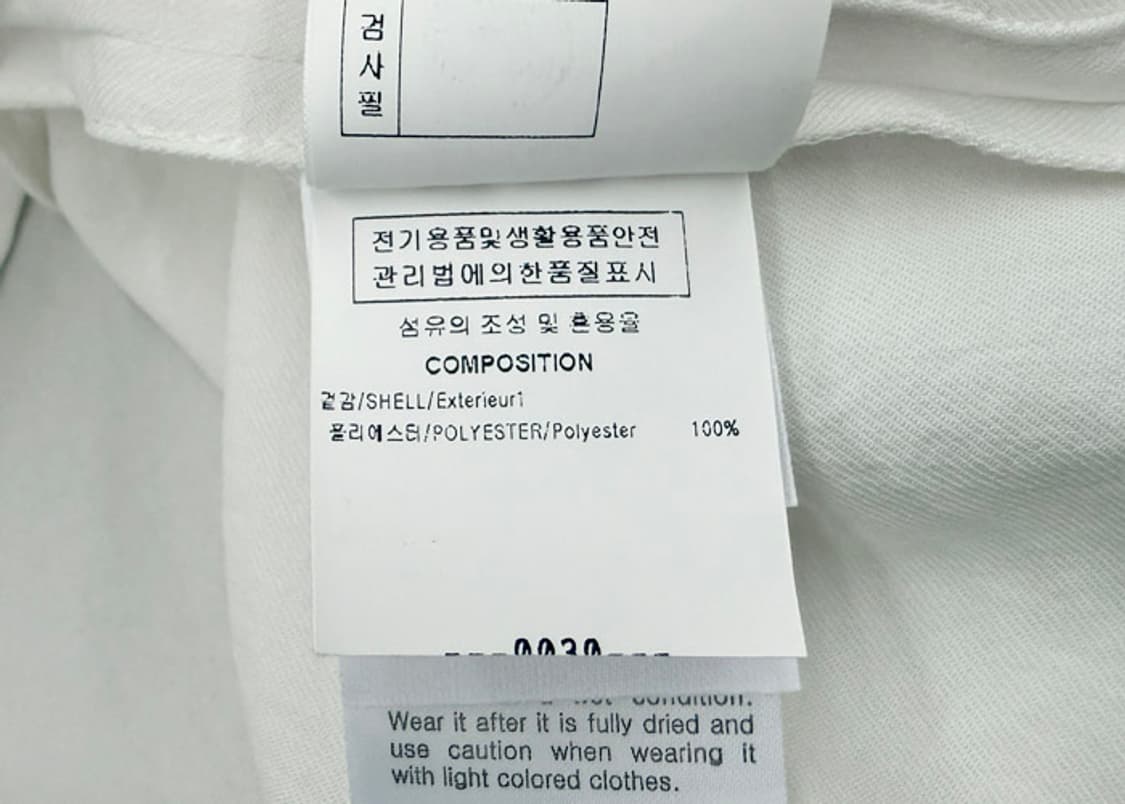 검
사
필
전기용품및생활용품안전
관리법에의한품질표시
섬유의 조성 및 혼용율
COMPOSITION
겉감/SHELL/Exterieur1
폴리에스터/POLYESTER/Polyester 100%
condition.
Wear it after it is fully dried and
use caution when wearing it
with light colored clothes.